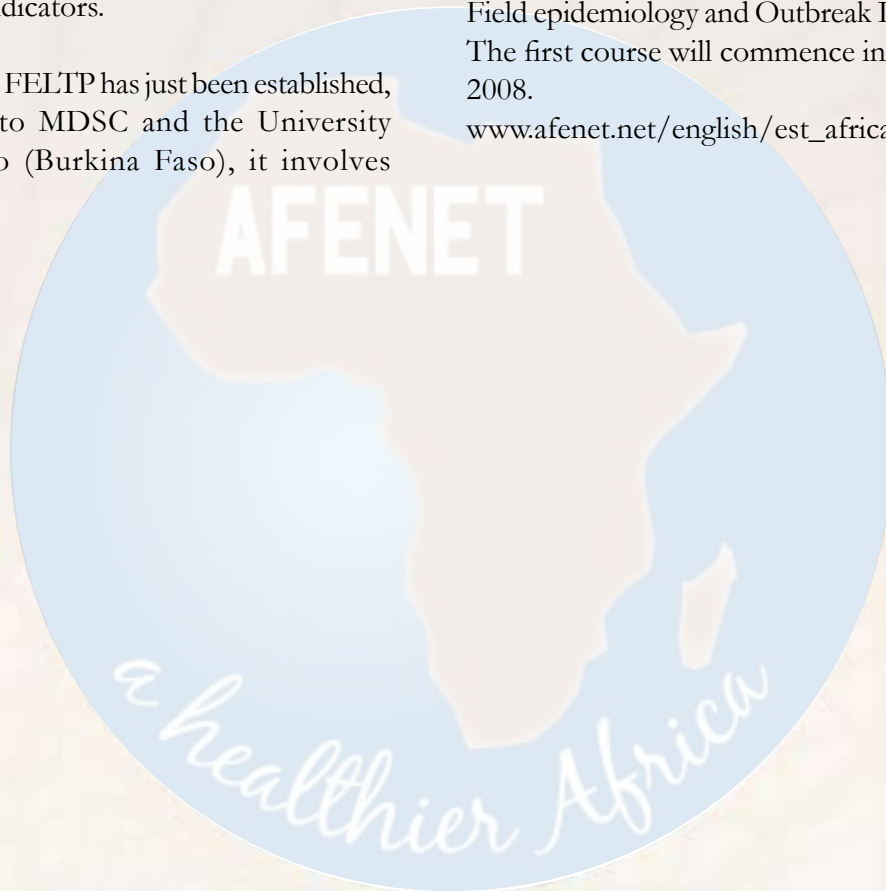 indicators.
FELTP has just been established,
to MDSC and the University
(Burkina Faso), it involves
Field epidemiology and Outbreak
The first course will commence in
2008.
www.afenet.net/english/est_africa
AFENET
a healthier Africa